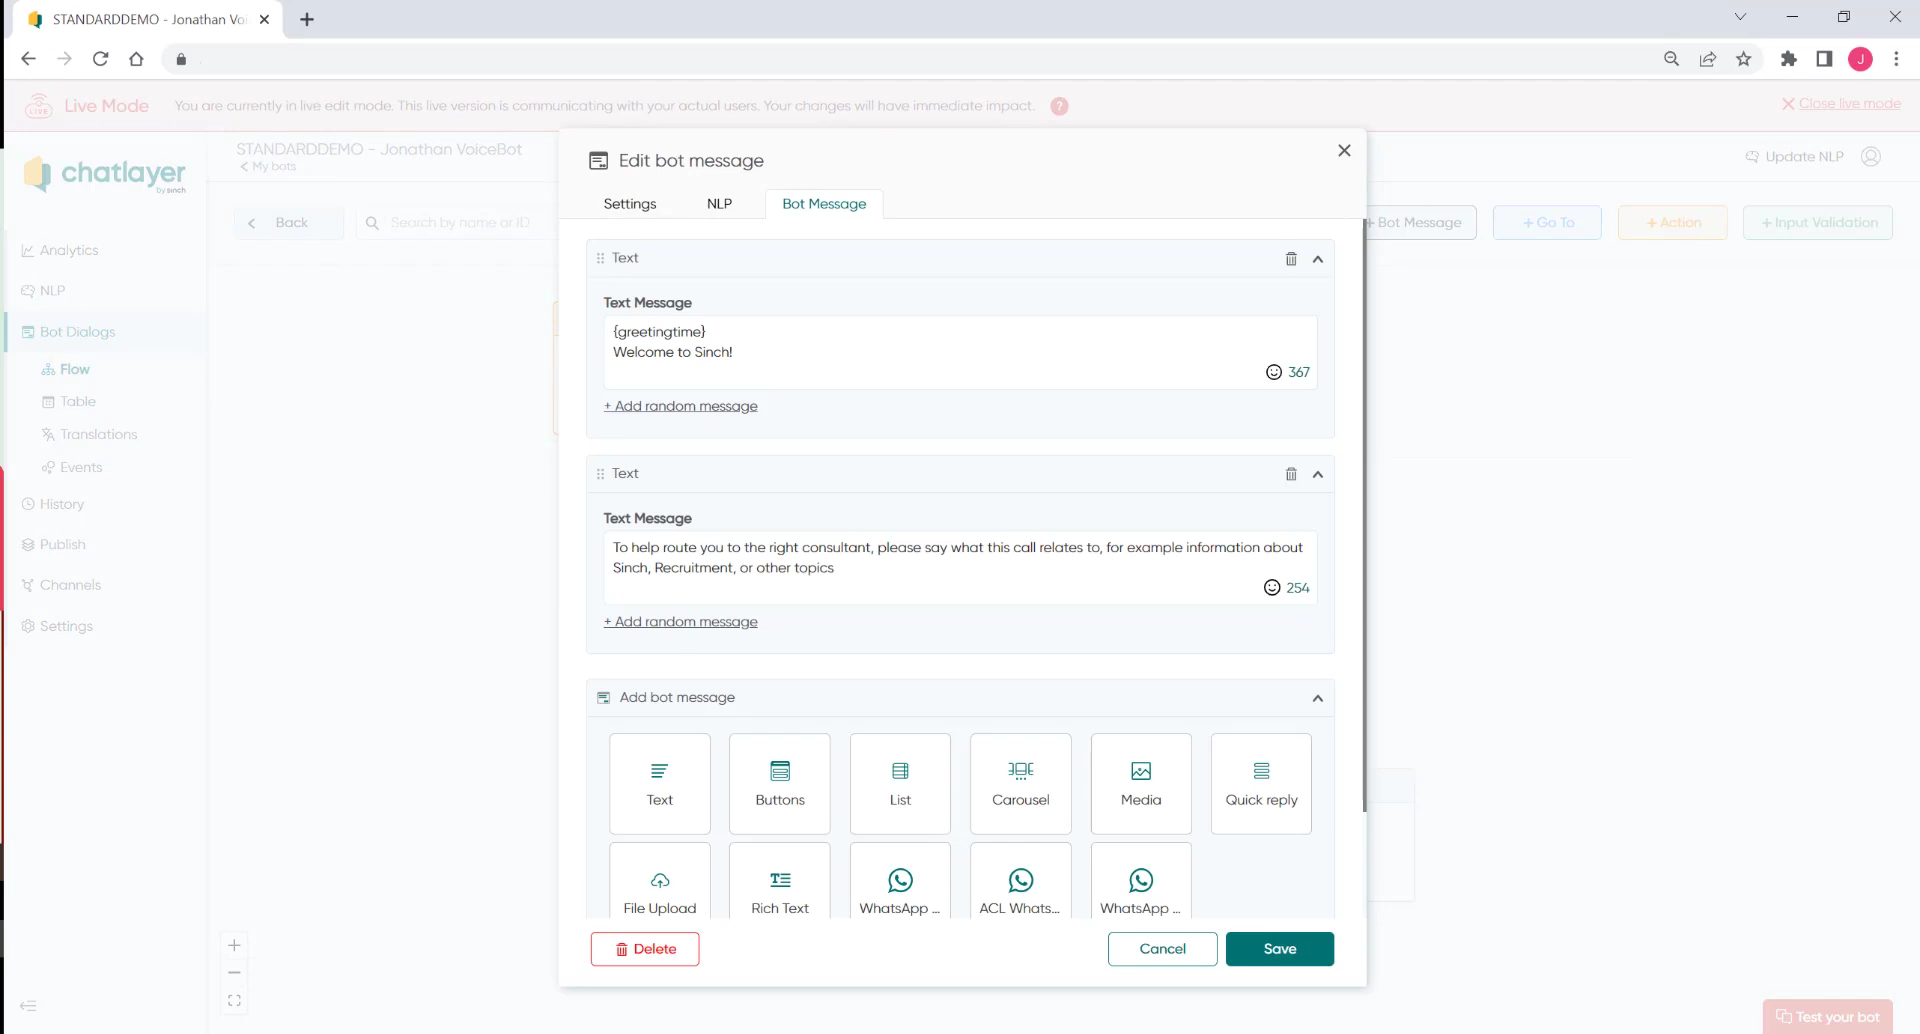 STANDARDDEMO - Jonathan Voi
J
LIVE
Live Mode
You are currently in live edit mode. This live version is communicating with your actual users. Your changes will have immediate impact.
?
Close live mode
chatlayer
by sinch
STANDARDDEMO - Jonathan VoiceBot
< My bots
Update NLP
Back
Search by name or ID
+ Bot Message
+ Go To
+ Action
+ Input Validation
Analytics
NLP
Bot Dialogs
Flow
Table
Translations
Events
History
Publish
Channels
Settings
Edit bot message
Settings
NLP
Bot Message
Text
Text Message
{greetingtime}
Welcome to Sinch!
367
+ Add random message
Text
Text Message
To help route you to the right consultant, please say what this call relates to, for example information about
Sinch, Recruitment, or other topics
254
+ Add random message
Add bot message
Text
Buttons
List
Carousel
Media
Quick reply
File Upload
Rich Text
WhatsApp ...
ACL Whats...
WhatsApp ...
Delete
Cancel
Save
Test your bot